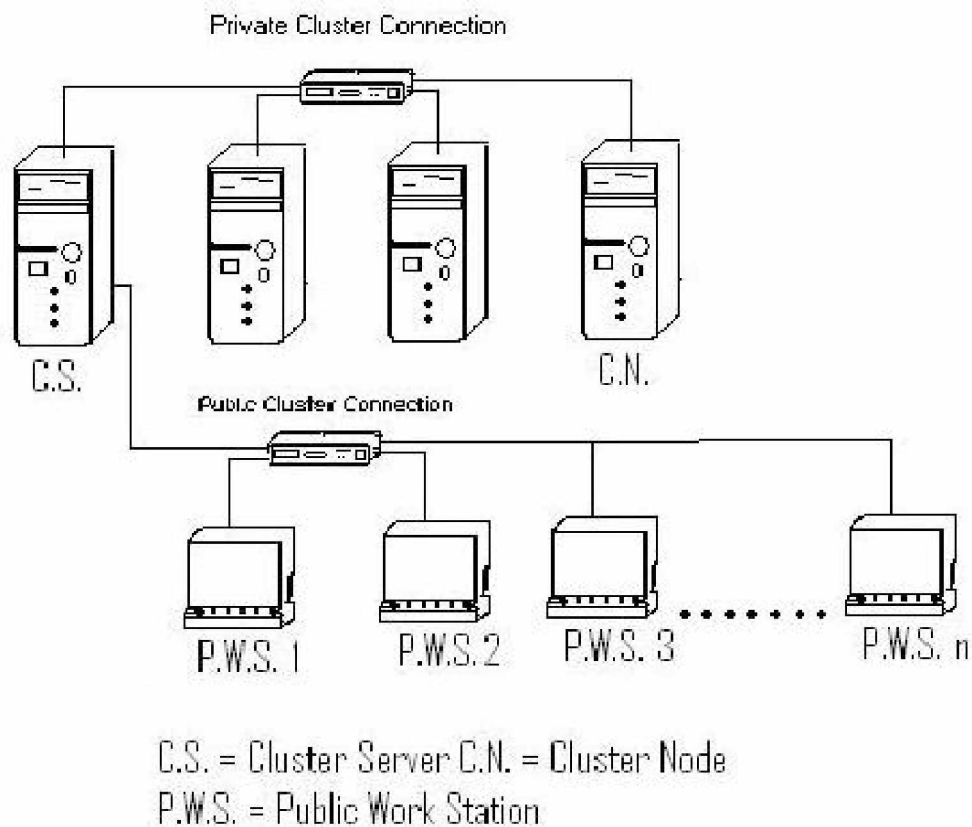 Private Cluster Connection
C.S.
C.N.
Public Cluster Connection
P.W.S. 1
P.W.S. 2
P.W.S. 3
P.W.S. n
C.S. = Cluster Server C.N. = Cluster Node
P.W.S. = Public Work Station